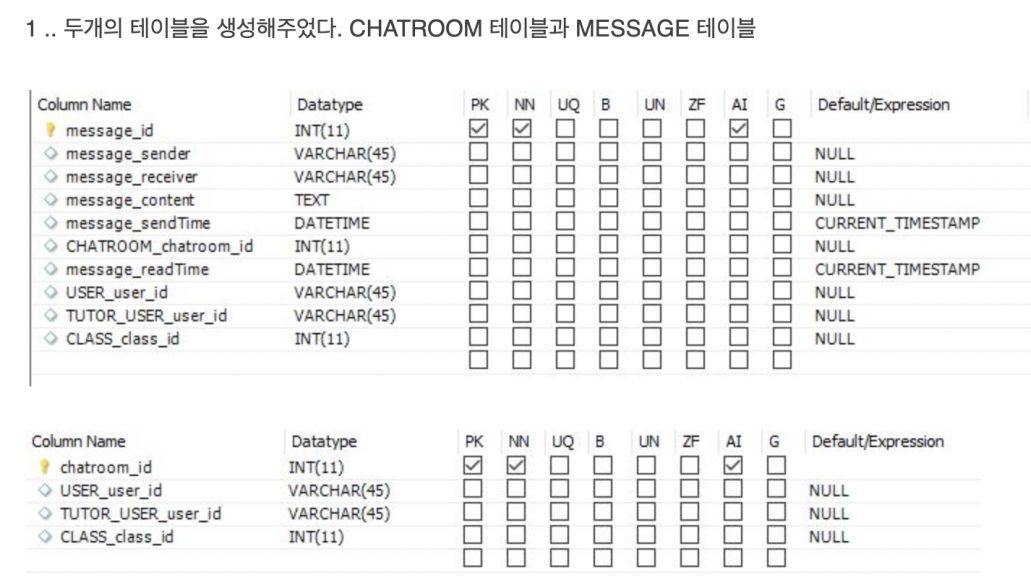 1 .. 두개의 테이블을 생성해주었다. CHATROOM 테이블과 MESSAGE 테이블
Column Name Datatype PK NN UQ B UN ZF AI G Default/Expression
message_id INT(11)
message_sender VARCHAR(45) NULL
message_receiver VARCHAR(45) NULL
message_content TEXT NULL
message_sendTime DATETIME CURRENT_TIMESTAMP
CHATROOM_chatroom_id INT(11) NULL
message_readTime DATETIME CURRENT_TIMESTAMP
USER_user_id VARCHAR(45) NULL
TUTOR_USER_user_id VARCHAR(45) NULL
CLASS_class_id INT(11) NULL
Column Name Datatype PK NN UQ B UN ZF AI G Default/Expression
chatroom_id INT(11)
USER_user_id VARCHAR(45) NULL
TUTOR_USER_user_id VARCHAR(45) NULL
CLASS_class_id INT(11) NULL